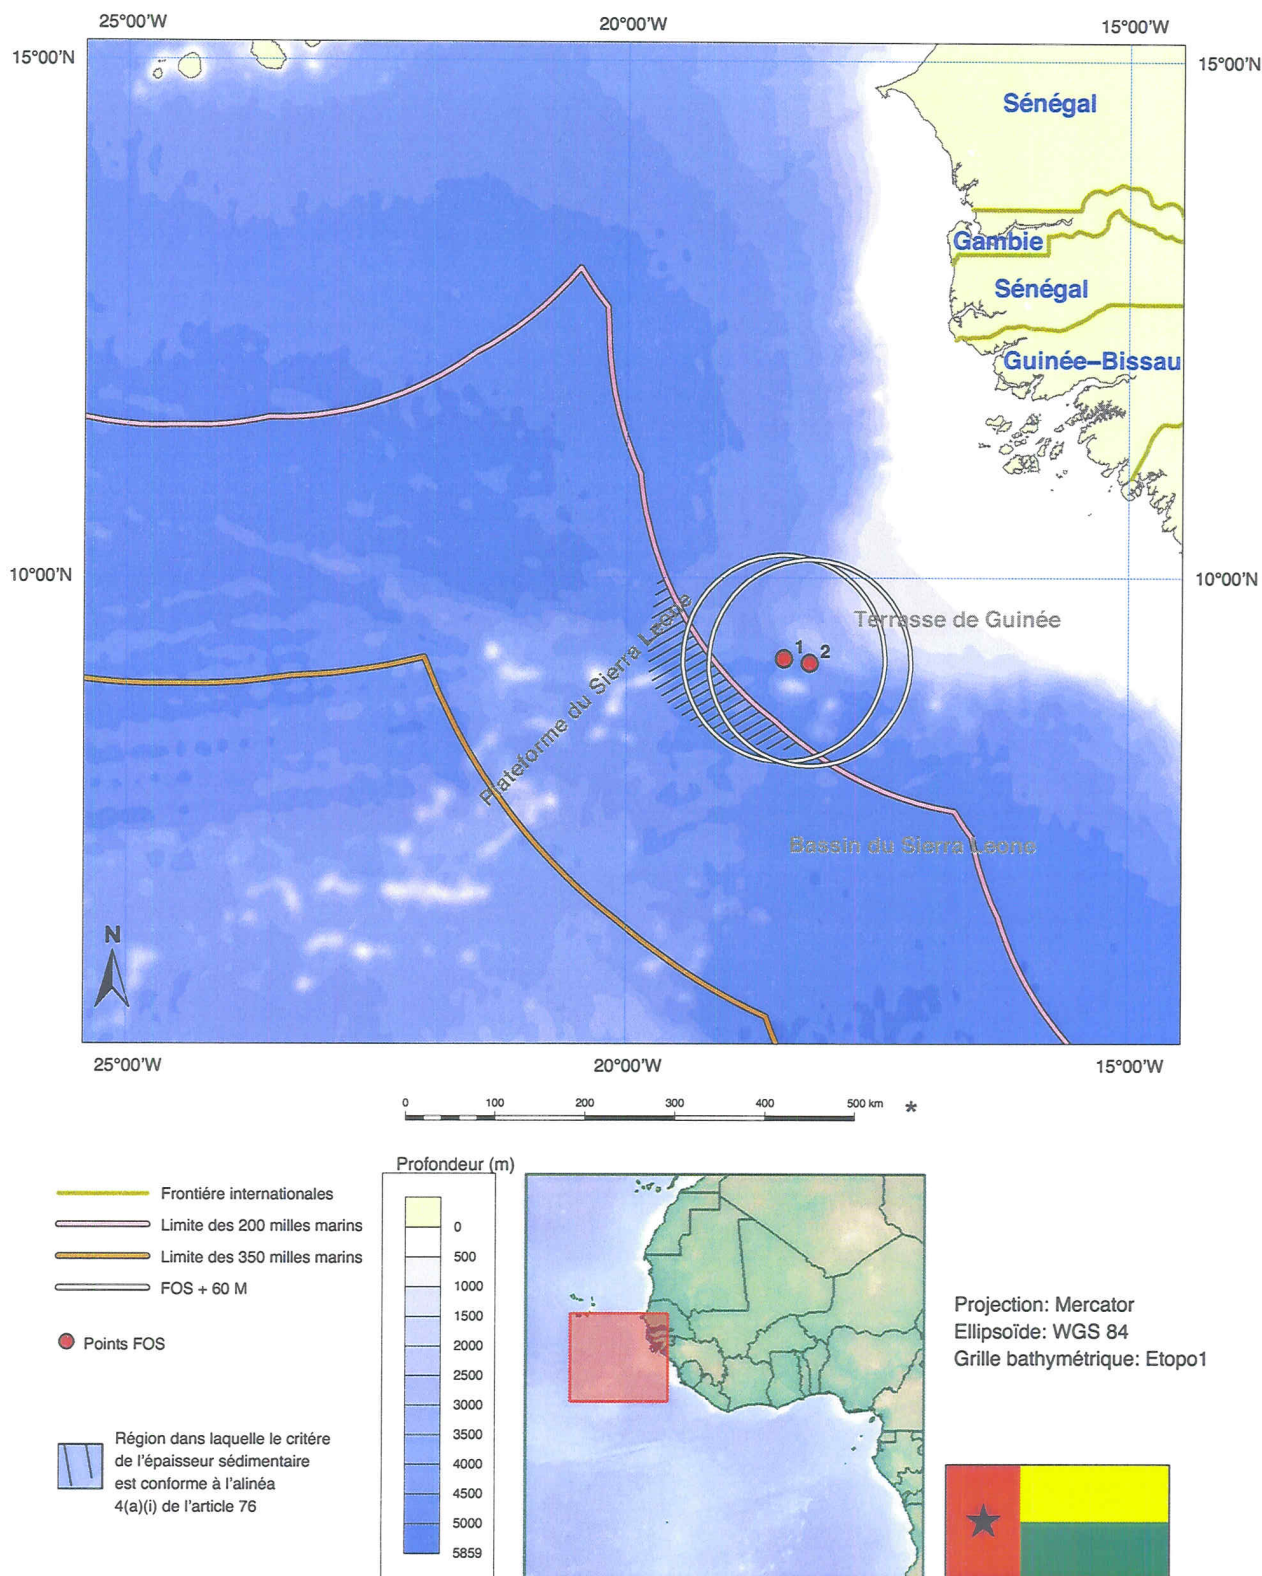 25°00'W 20°00'W 15°00'W
15°00'N 15°00'N
Sénégal
Gambie
Sénégal
Guinée–Bissau
10°00'N 10°00'N
Terrasse de Guinée
1
2
Plateforme du Sierra Leone
Bassin du Sierra Leone
N
25°00'W 20°00'W 15°00'W
0 100 200 300 400 500 km *
Profondeur (m)
0
500
1000
1500
2000
2500
3000
3500
4000
4500
5000
5859
Frontiére internationales
Limite des 200 milles marins
Limite des 350 milles marins
FOS + 60 M
Points FOS
Région dans laquelle le critére
de l'épaisseur sédimentaire
est conforme à l'alinéa
4(a)(i) de l'article 76
Projection: Mercator
Ellipsoïde: WGS 84
Grille bathymétrique: Etopo1